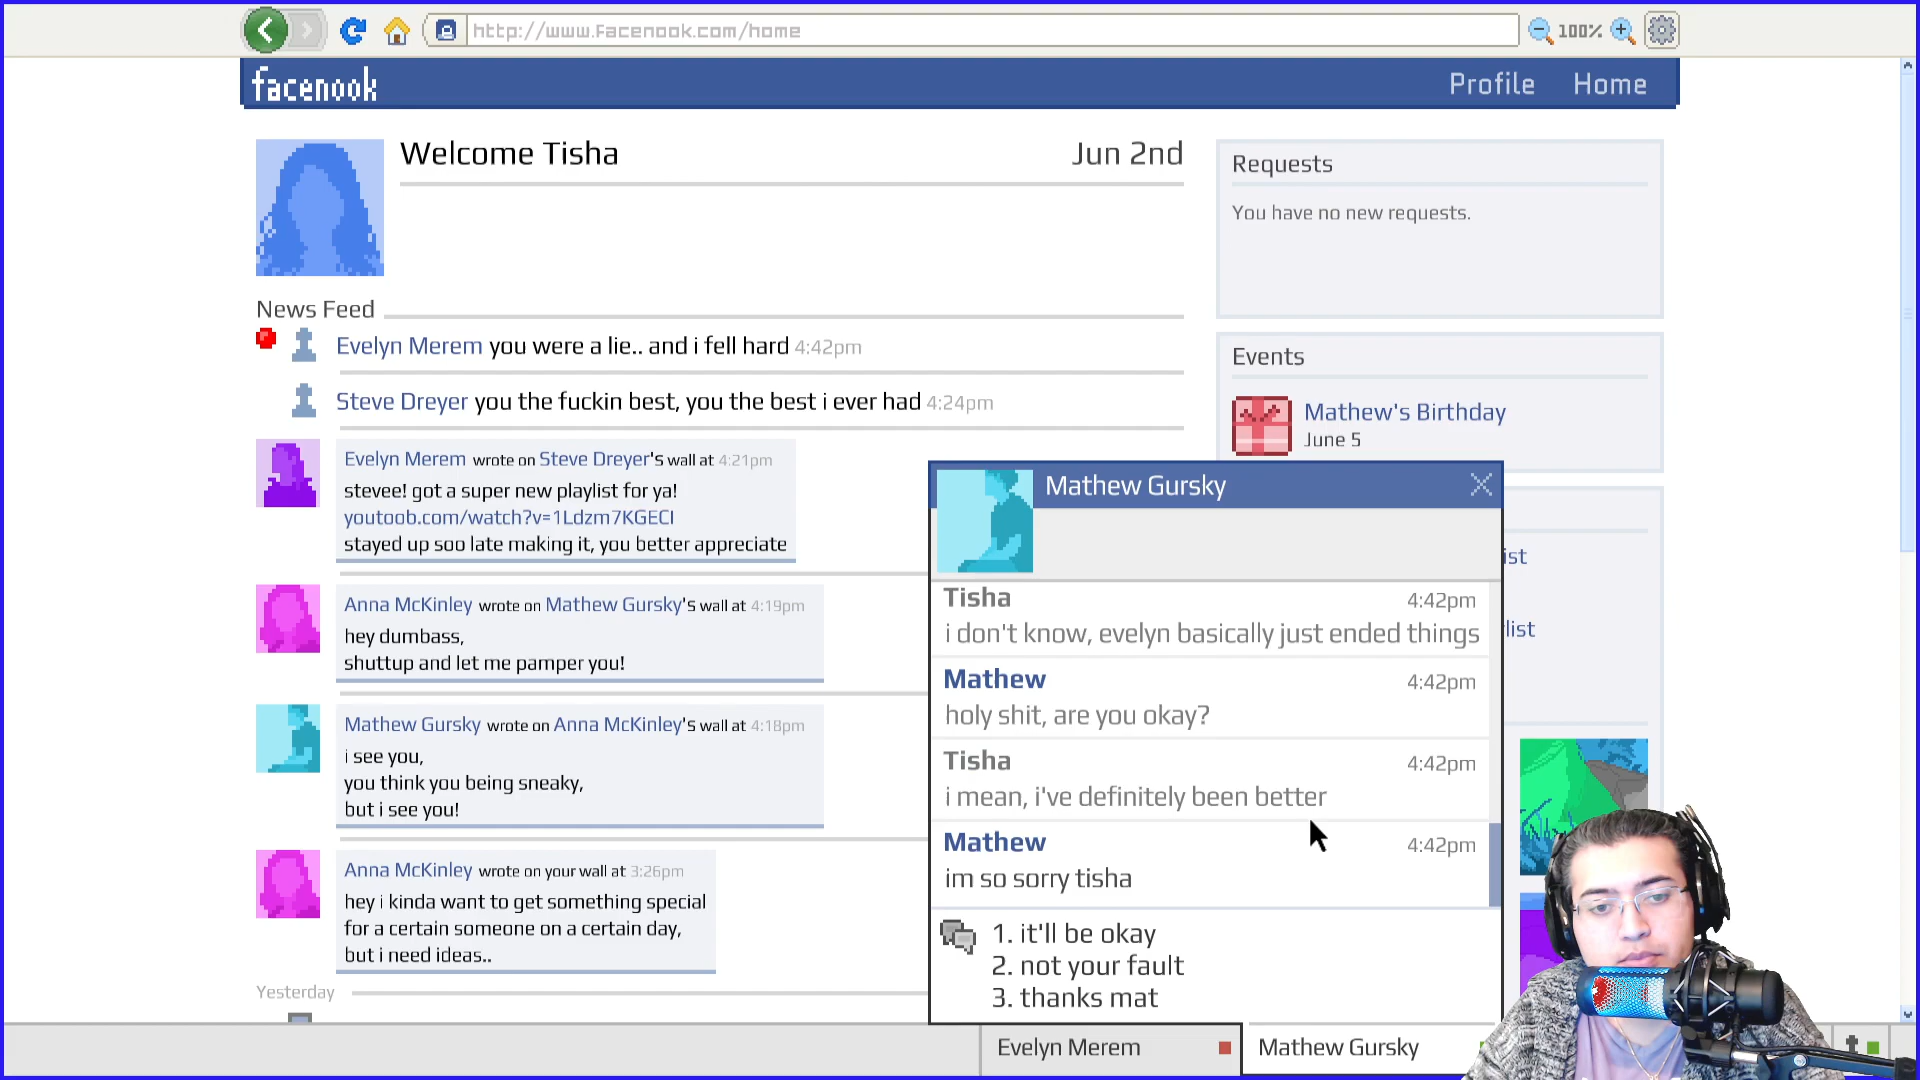 http://www.facenook.com/home
100%
facenook
Profile
Home
Welcome Tisha
Jun 2nd
News Feed
Evelyn Merem you were a lie.. and i fell hard 4:42pm
Steve Dreyer you the fuckin best, you the best i ever had 4:24pm
Evelyn Merem wrote on Steve Dreyer's wall at 4:21pm
stevee! got a super new playlist for ya!
youtoob.com/watch?v=1Ldzm7KGECI
stayed up soo late making it, you better appreciate
Anna McKinley wrote on Mathew Gursky's wall at 4:19pm
hey dumbass,
shuttup and let me pamper you!
Mathew Gursky wrote on Anna McKinley's wall at 4:18pm
i see you,
you think you being sneaky,
but i see you!
Anna McKinley wrote on your wall at 3:26pm
hey i kinda want to get something special
for a certain someone on a certain day,
but i need ideas..
Yesterday
Requests
You have no new requests.
Events
Mathew's Birthday
June 5
ist
list
Mathew Gursky
Tisha 4:42pm
i don't know, evelyn basically just ended things
Mathew 4:42pm
holy shit, are you okay?
Tisha 4:42pm
i mean, i've definitely been better
Mathew 4:42pm
im so sorry tisha
1. it'll be okay
2. not your fault
3. thanks mat
Evelyn Merem
Mathew Gursky